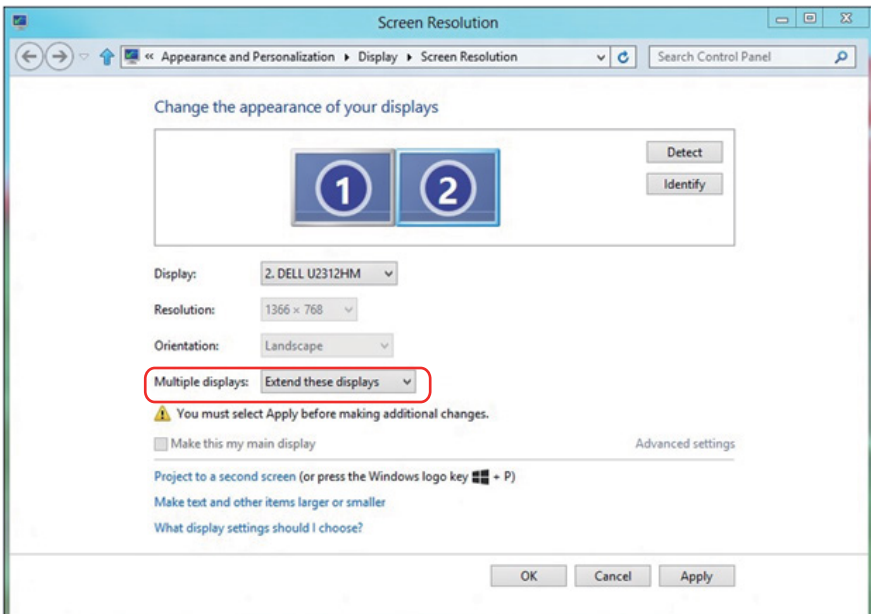 Screen Resolution
« Appearance and Personalization ▸ Display ▸ Screen Resolution Search Control Panel
Change the appearance of your displays
1 2
Detect
Identify
Display: 2. DELL U2312HM
Resolution: 1366 × 768
Orientation: Landscape
Multiple displays: Extend these displays
You must select Apply before making additional changes.
Make this my main display Advanced settings
Project to a second screen (or press the Windows logo key + P)
Make text and other items larger or smaller
What display settings should I choose?
OK Cancel Apply